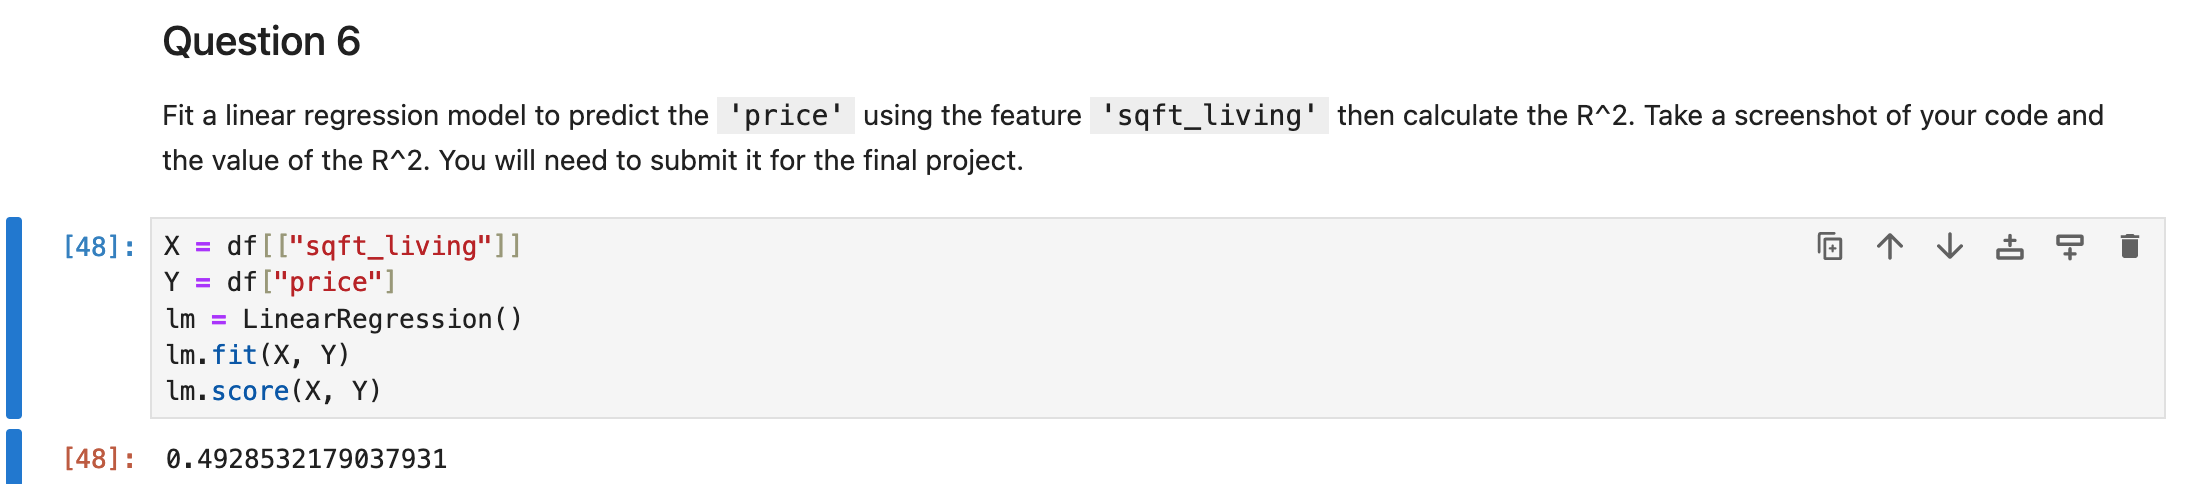 Question 6
Fit a linear regression model to predict the 'price' using the feature 'sqft_living' then calculate the R^2. Take a screenshot of your code and
the value of the R^2. You will need to submit it for the final project.
[48]: X = df[["sqft_living"]]
Y = df["price"]
lm = LinearRegression()
lm.fit(X, Y)
lm.score(X, Y)
[48]: 0.4928532179037931